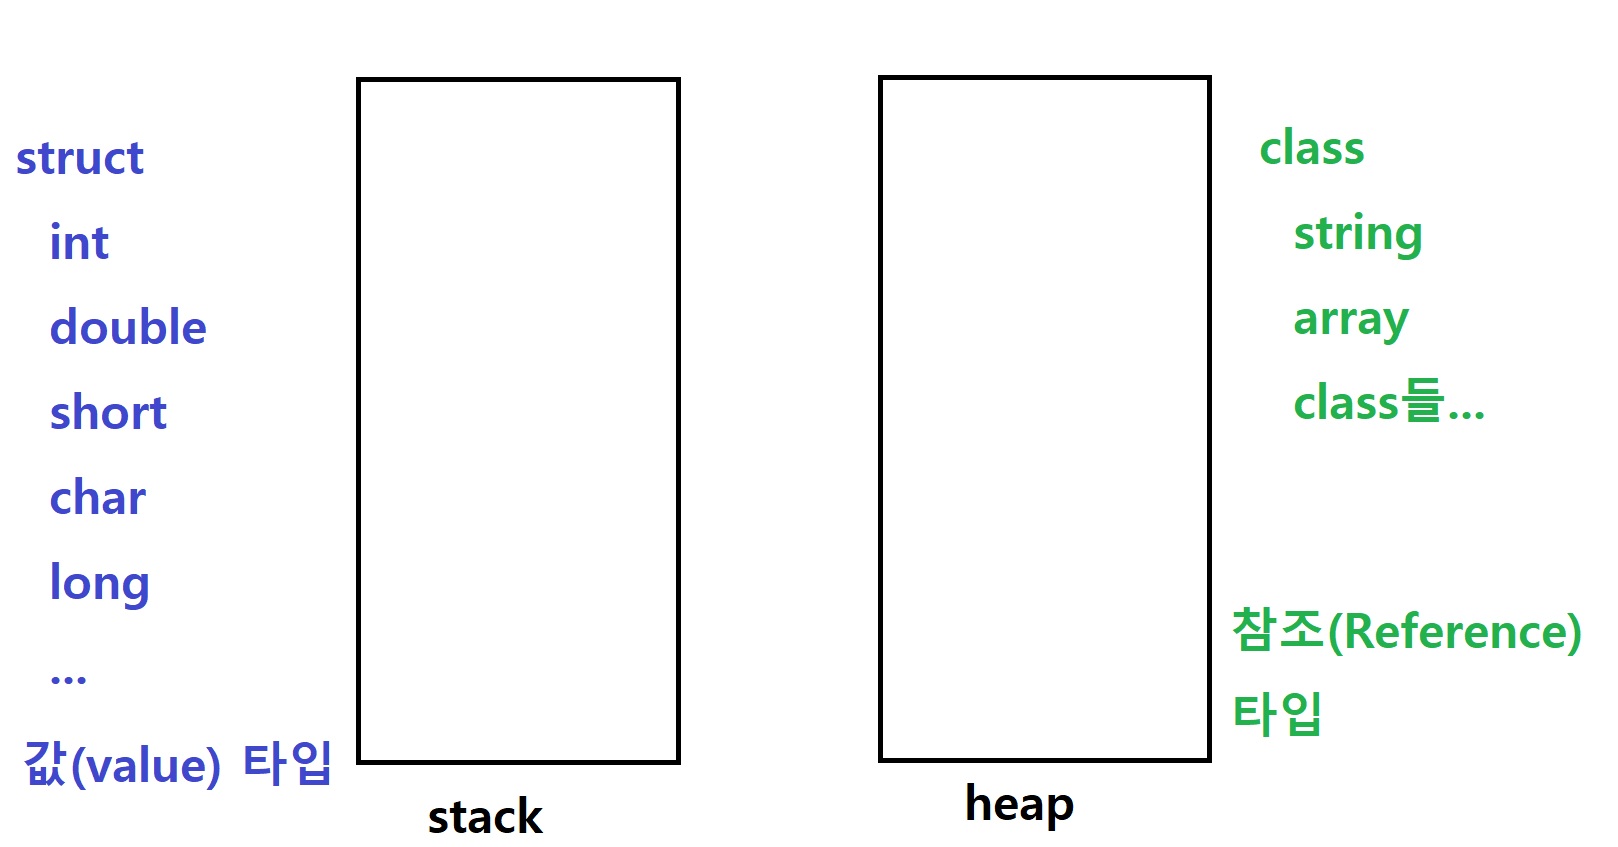 struct
int
double
short
char
long
...
값(value) 타입
stack
heap
class
string
array
class들...
참조(Reference)
타입